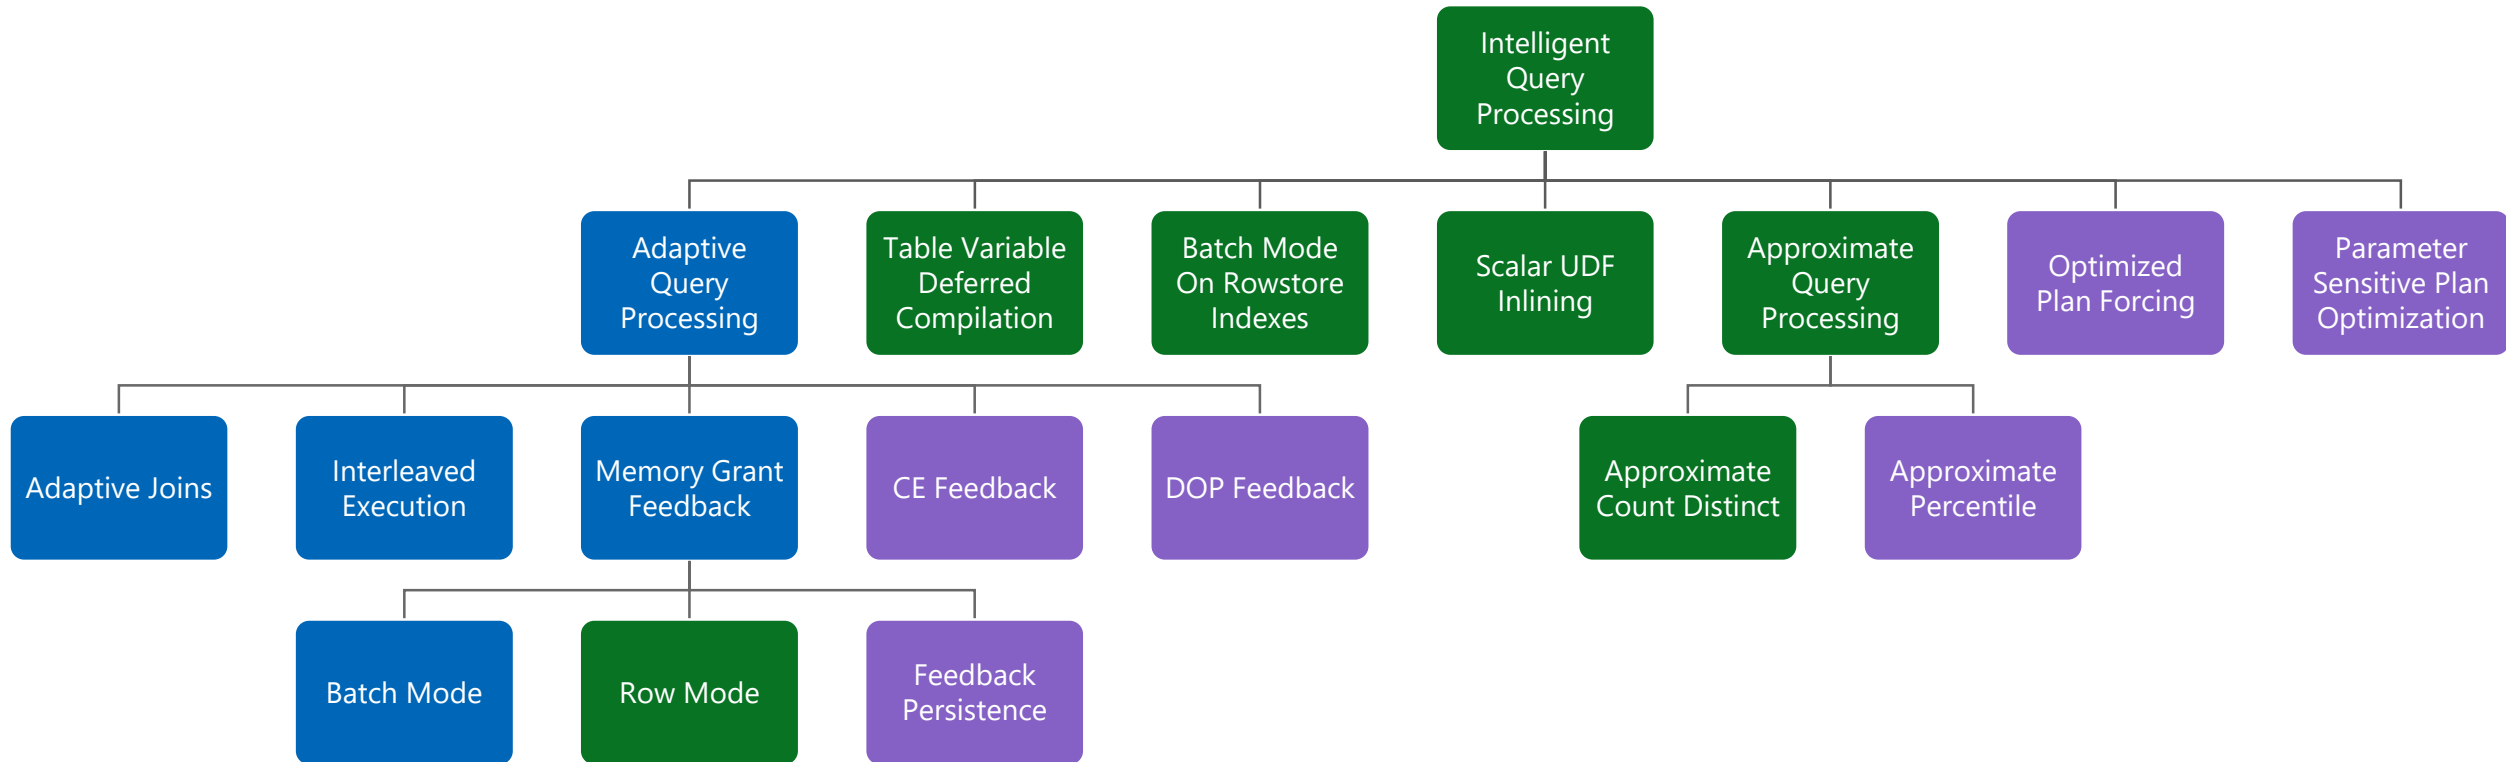 Intelligent
Query
Processing
Adaptive
Query
Processing
Table Variable
Deferred
Compilation
Batch Mode
On Rowstore
Indexes
Scalar UDF
Inlining
Approximate
Query
Processing
Optimized
Plan Forcing
Parameter
Sensitive Plan
Optimization
Adaptive Joins
Interleaved
Execution
Memory Grant
Feedback
CE Feedback
DOP Feedback
Approximate
Count Distinct
Approximate
Percentile
Batch Mode
Row Mode
Feedback
Persistence